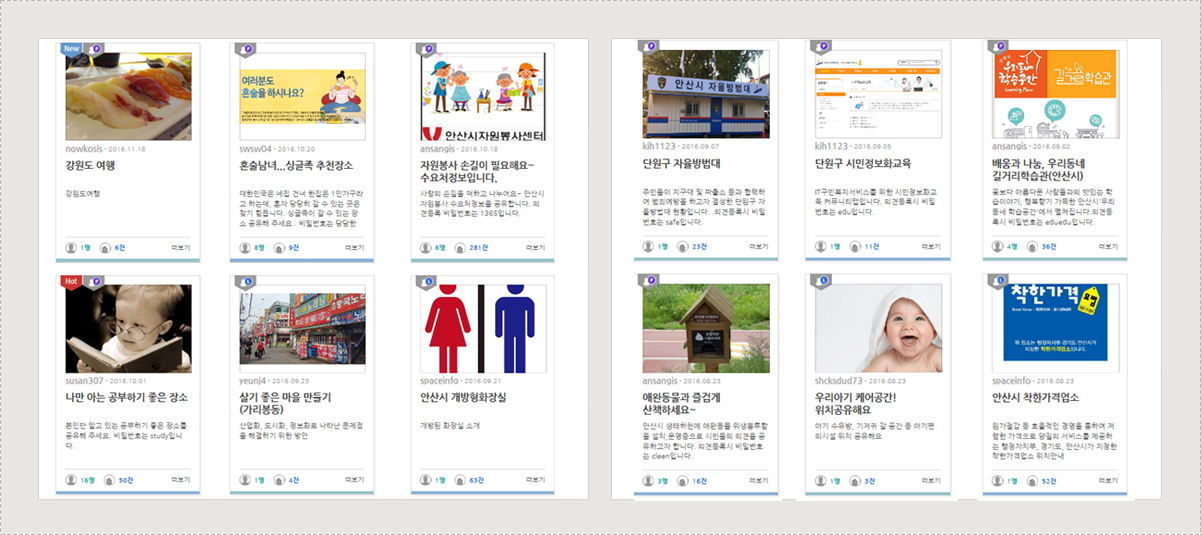 New
P
nowkosis - 2016.11.18
강원도 여행
강원도여행
1명 6건 더보기
P
여러분도
혼술을 하시나요?
swsw04 - 2016.10.20
혼술남녀...싱글족 추천장소
대한민국은 네집 건너 한집은 1인가구라
고 하는데, 혼자 당당히 갈 수 있는 곳은
찾기 힘듭니다. 싱글족이 갈 수 있는 장
소 공유해 주세요.. 비밀번호는 당당한
8명 9건 더보기
P
안산시자원봉사센터
ansangis - 2016.10.18
자원봉사 손길이 필요해요~
수요처정보입니다.
사랑의 손길을 더하고 나누어요~ 안산시
자원봉사 수요처정보을 공유합니다. 의
견등록 비밀번호는 1365입니다.
6명 281건 더보기
P
안산시 자율방범대
kih1123 - 2016.09.07
단원구 자율방범대
주민들이 지구대 및 파출소 등과 협력하
여 범죄예방을 하고자 결성한 단원구 자
율방범대 현황입니다. .의견등록시 비밀
번호는 safe입니다.
1명 23건 더보기
P
kih1123 - 2016.09.05
단원구 시민정보화교육
IT구민복지서비스를 위한 시민정보화교
육 커뮤니티맵입니다. 의견등록시 비밀
번호는 edu입니다.
1명 11건 더보기
P
우리동네
학습공간
Learning Place
길거리학습관
ansangis - 2016.09.02
배움과 나눔, 우리동네
길거리학습관(안산시)
꽃보다 아름다운 사람들과의 맛있는 학
습이야기, 행복향기 가득한 안산시'우리
동네 학습공간'에서 펼쳐집니다.의견등
록시 비밀번호는 eduedu입니다.
4명 36건 더보기
Hot
P
susan307 - 2016.10.01
나만 아는 공부하기 좋은 장소
본인만 알고 있는 공부하기 좋은 장소를
공유해 주세요. 비밀번호는 study입니
다.
16명 50건 더보기
L
yeunj4 - 2016.09.23
살기 좋은 마을 만들기
(가리봉동)
산업화, 도시화, 정보화로 나타난 문제점
을 해결하기 위한 방안
1명 4건 더보기
spaceinfo - 2016.09.21
안산시 개방형화장실
개방된 화장실 소개
1명 63건 더보기
P
ansangis - 2016.08.23
애완동물과 즐겁게
산책하세요~
안산시 생태하천에 애완동물 위생봉투함
을 설치,운영중으로 시민들의 의견을 공
유하고자 합니다. 의견등록시 비밀번호
는 cleen입니다.
3명 16건 더보기
L
shcksdud73 - 2016.08.23
우리아기 케어공간!
위치공유해요
아기 수유방, 기저귀 갈 공간 등 아기편
의시설 위치 공유해요
1명 3건 더보기
L
착한가격
모범
위 업소는 행정자치부·경기도·안산시가
지정한 착한가격업소입니다.
spaceinfo - 2016.08.23
안산시 착한가격업소
원가절감 등 효율적인 경영을 통하여 저
렴한 가격으로 양질의 서비스를 제공하
는 행정자치부, 경기도, 안산시가 지정한
착한가격업소 위치안내
1명 52건 더보기